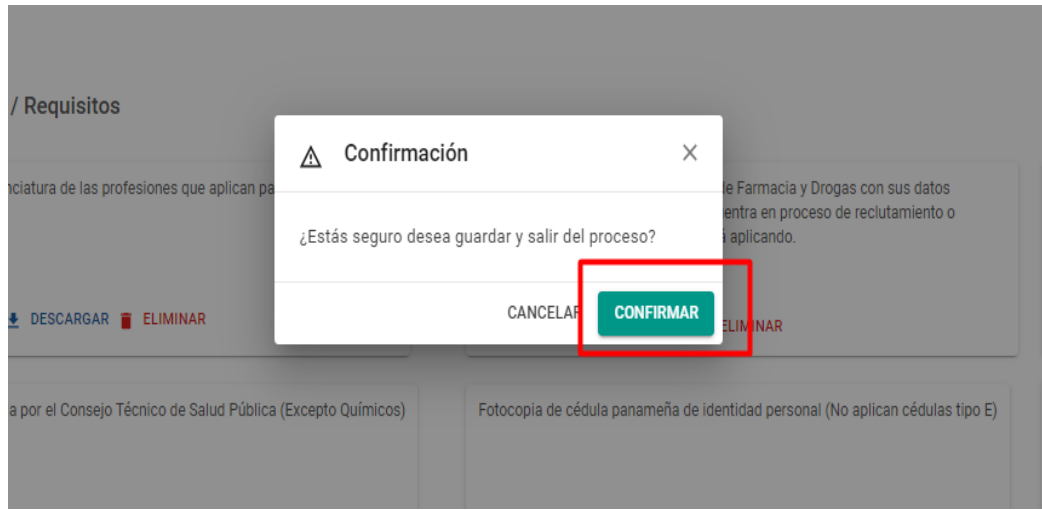 / Requisitos
Confirmación
nciatura de las profesiones que aplican pa
de Farmacia y Drogas con sus datos
entra en proceso de reclutamiento o
á aplicando.
¿Estás seguro desea guardar y salir del proceso?
CANCELAR CONFIRMAR
DESCARGAR ELIMINAR
ELIMINAR
a por el Consejo Técnico de Salud Pública (Excepto Químicos)
Fotocopia de cédula panameña de identidad personal (No aplican cédulas tipo E)